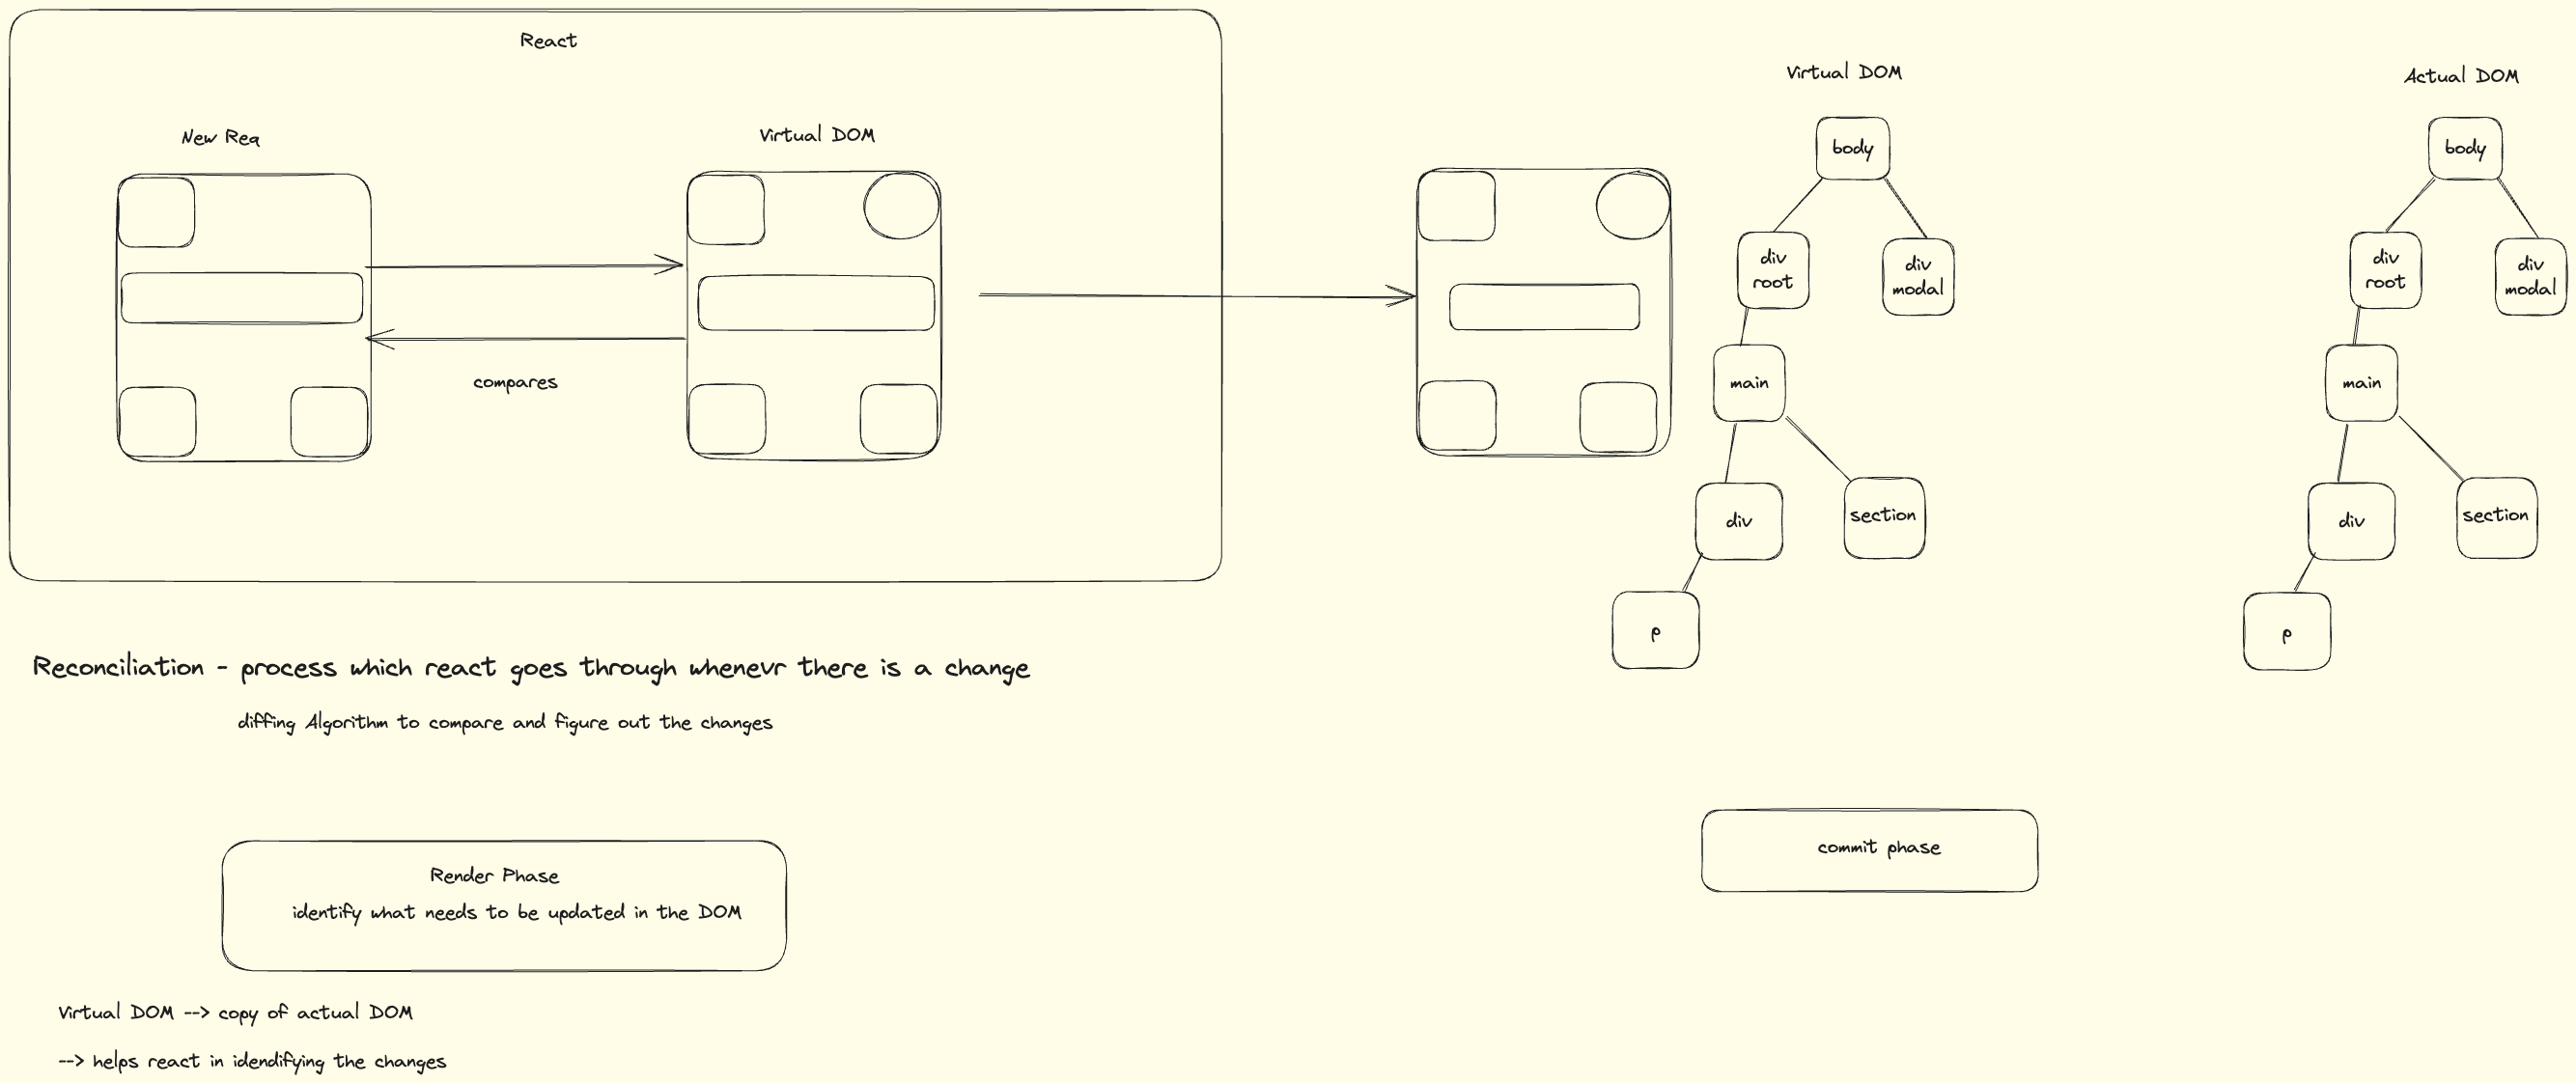 React
New Req
Virtual DOM
compares
Virtual DOM
body
div
root
div
modal
main
div
section
p
Actual DOM
body
div
root
div
modal
main
div
section
p
Reconciliation - process which react goes through whenevr there is a change
diffing Algorithm to compare and figure out the changes
Render Phase
identify what needs to be updated in the DOM
commit phase
Virtual DOM --> copy of actual DOM
--> helps react in idendifying the changes